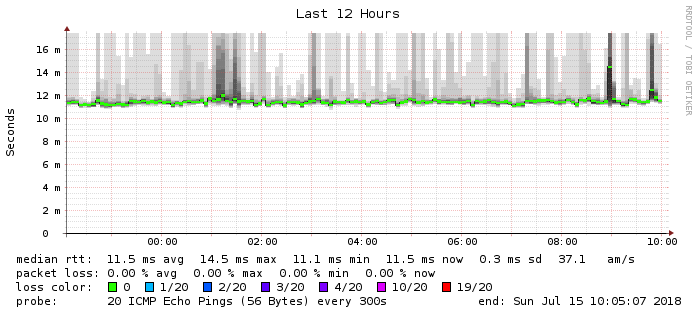 Last 12 Hours
RRDTOOL / TOBI OETIKER
Seconds
16 m
14 m
12 m
10 m
8 m
6 m
4 m
2 m
0
00:00 02:00 04:00 06:00 08:00 10:00
median rtt: 11.5 ms avg 14.5 ms max 11.1 ms min 11.5 ms now 0.3 ms sd 37.1 am/s
packet loss: 0.00 % avg 0.00 % max 0.00 % min 0.00 % now
loss color: 0 1/20 2/20 3/20 4/20 10/20 19/20
probe: 20 ICMP Echo Pings (56 Bytes) every 300s end: Sun Jul 15 10:05:07 2018